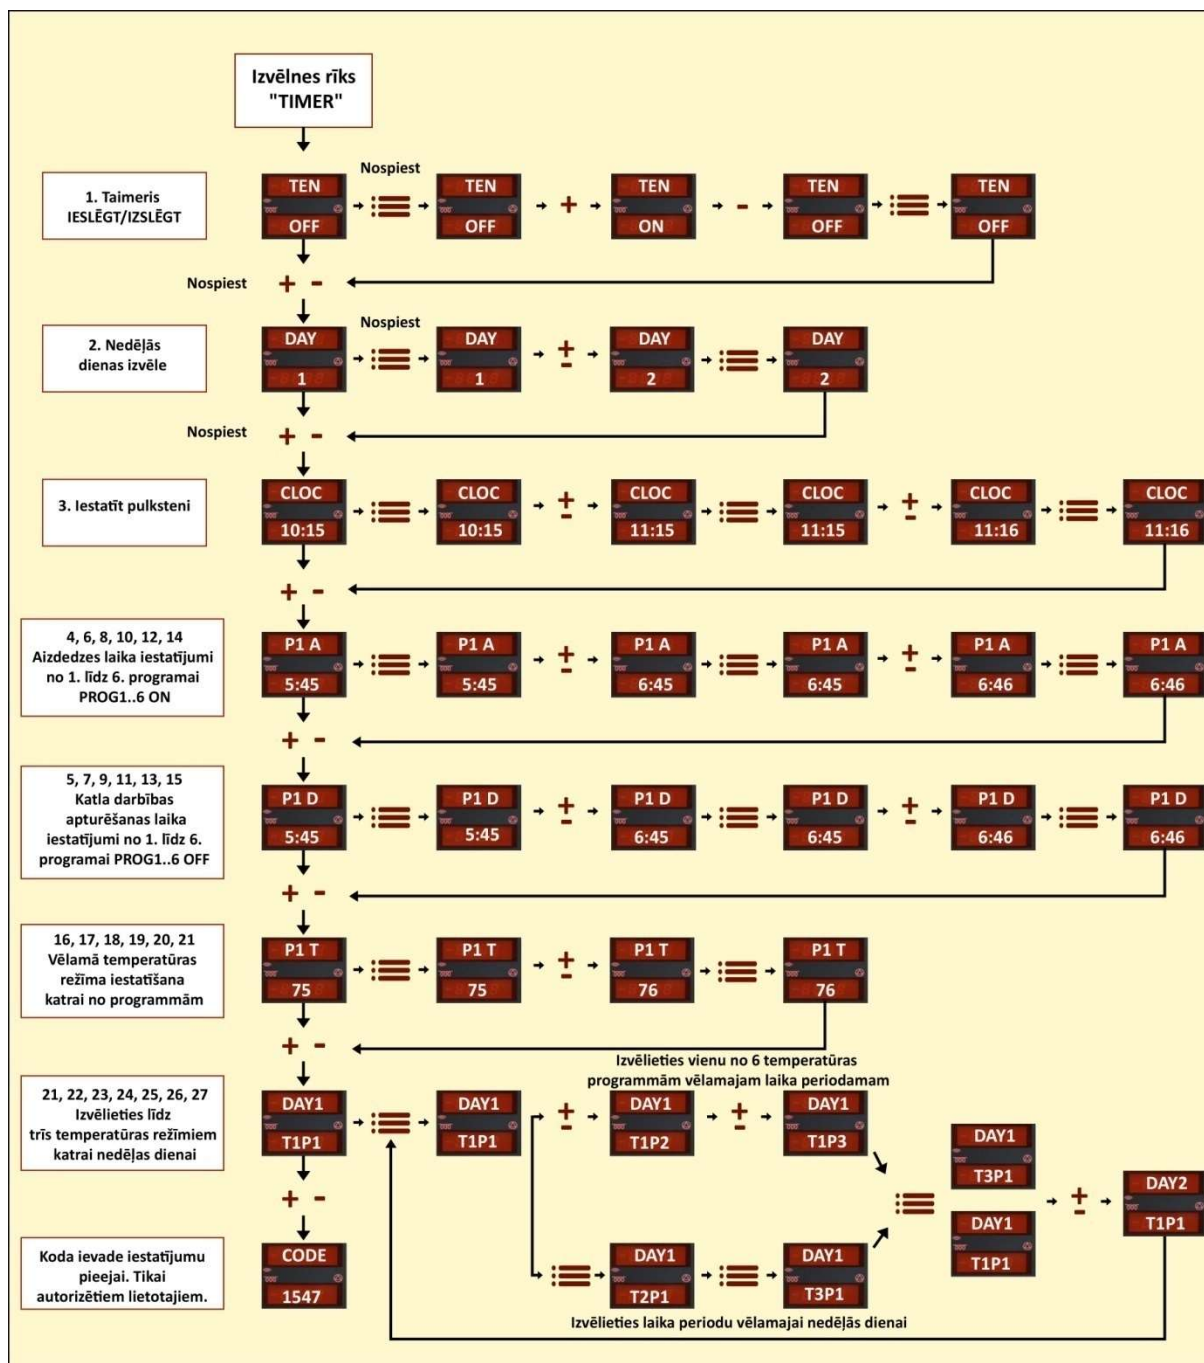 Izvēlnes rīks
"TIMER"
1. Taimeris
IESLĒGT/IZSLĒGT
Nospiest
TEN
OFF
TEN
OFF
+
TEN
ON
-
TEN
OFF
TEN
OFF
Nospiest
+ -
2. Nedēļās
dienas izvēle
Nospiest
DAY
1
DAY
1
+
-
DAY
2
DAY
2
Nospiest
+ -
3. Iestatīt pulksteni
CLOC
10:15
CLOC
10:15
+
-
CLOC
11:15
CLOC
11:15
+
-
CLOC
11:16
CLOC
11:16
+ -
4, 6, 8, 10, 12, 14
Aizdedzes laika iestatījumi
no 1. līdz 6. programai
PROG1..6 ON
P1 A
5:45
P1 A
5:45
+
-
P1 A
6:45
P1 A
6:45
+
-
P1 A
6:46
P1 A
6:46
+ -
5, 7, 9, 11, 13, 15
Katla darbības
apturēšanas laika
iestatījumi no 1. līdz 6.
programai PROG1..6 OFF
P1 D
5:45
P1 D
5:45
+
-
P1 D
6:45
P1 D
6:45
+
-
P1 D
6:46
P1 D
6:46
+ -
16, 17, 18, 19, 20, 21
Vēlamā temperatūras
režīma iestatīšana
katrai no programmām
P1 T
75
P1 T
75
+
-
P1 T
76
P1 T
76
+ -
Izvēlieties vienu no 6 temperatūras
programmām vēlamajam laika periodamam
21, 22, 23, 24, 25, 26, 27
Izvēlieties līdz
trīs temperatūras režīmiem
katrai nedēļas dienai
DAY1
T1P1
DAY1
T1P1
+
-
DAY1
T1P2
+
-
DAY1
T1P3
DAY1
T3P1
DAY1
T1P1
+
-
DAY2
T1P1
+ -
Koda ievade iestatījumu
pieejai. Tikai
autorizētiem lietotajiem.
CODE
1547
DAY1
T2P1
DAY1
T3P1
Izvēlieties laika periodu vēlamajai nedēļās dienai